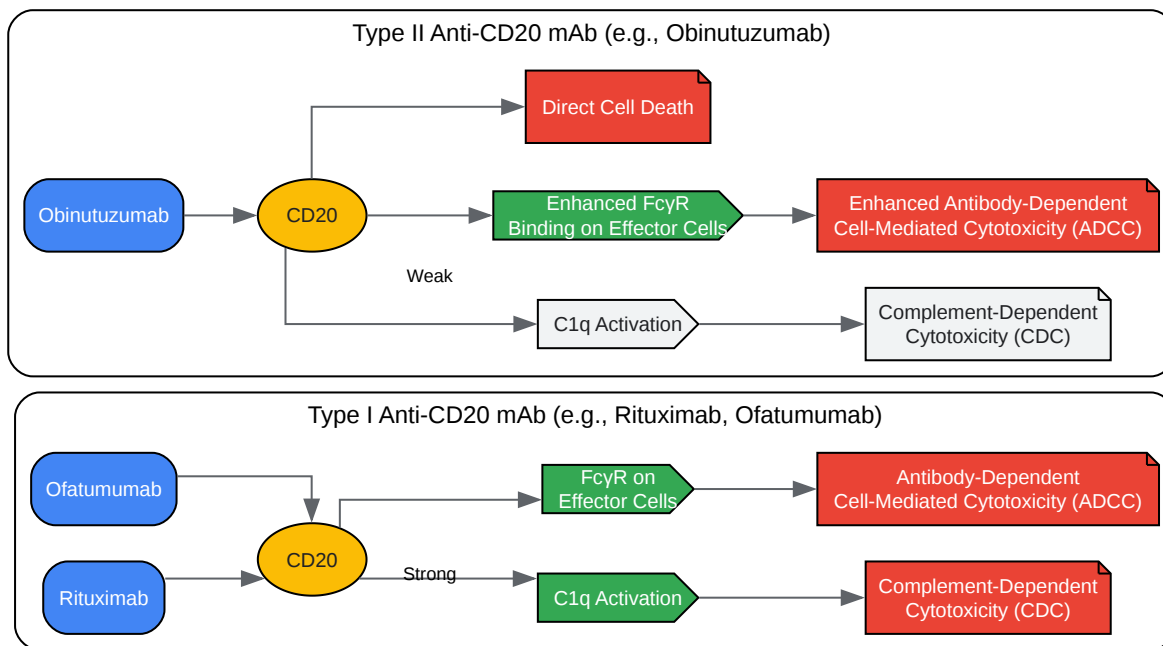 Type II Anti-CD20 mAb (e.g., Obinutuzumab)
Direct Cell Death
Obinutuzumab
CD20
Enhanced FcγR
Binding on Effector Cells
Enhanced Antibody-Dependent
Cell-Mediated Cytotoxicity (ADCC)
Weak
C1q Activation
Complement-Dependent
Cytotoxicity (CDC)
Type I Anti-CD20 mAb (e.g., Rituximab, Ofatumumab)
Ofatumumab
FcγR on
Effector Cells
Antibody-Dependent
Cell-Mediated Cytotoxicity (ADCC)
CD20
Rituximab
Strong
C1q Activation
Complement-Dependent
Cytotoxicity (CDC)